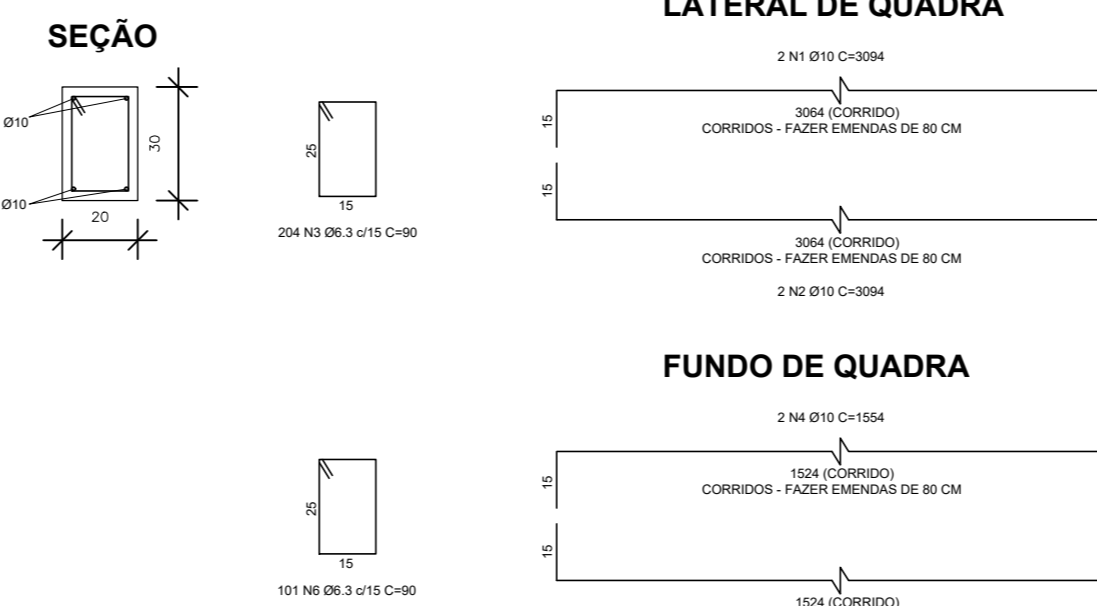 LATERAL DE QUADRA
SEÇÃO
2 N1 Ø10 C=3094
Ø10
Ø10
30
20
25
15
204 N3 Ø6.3 c/15 C=90
15
3064 (CORRIDO)
CORRIDOS - FAZER EMENDAS DE 80 CM
15
3064 (CORRIDO)
CORRIDOS - FAZER EMENDAS DE 80 CM
2 N2 Ø10 C=3094
FUNDO DE QUADRA
2 N4 Ø10 C=1554
25
15
101 N6 Ø6.3 c/15 C=90
15
1524 (CORRIDO)
CORRIDOS - FAZER EMENDAS DE 80 CM
15
1524 (CORRIDO)